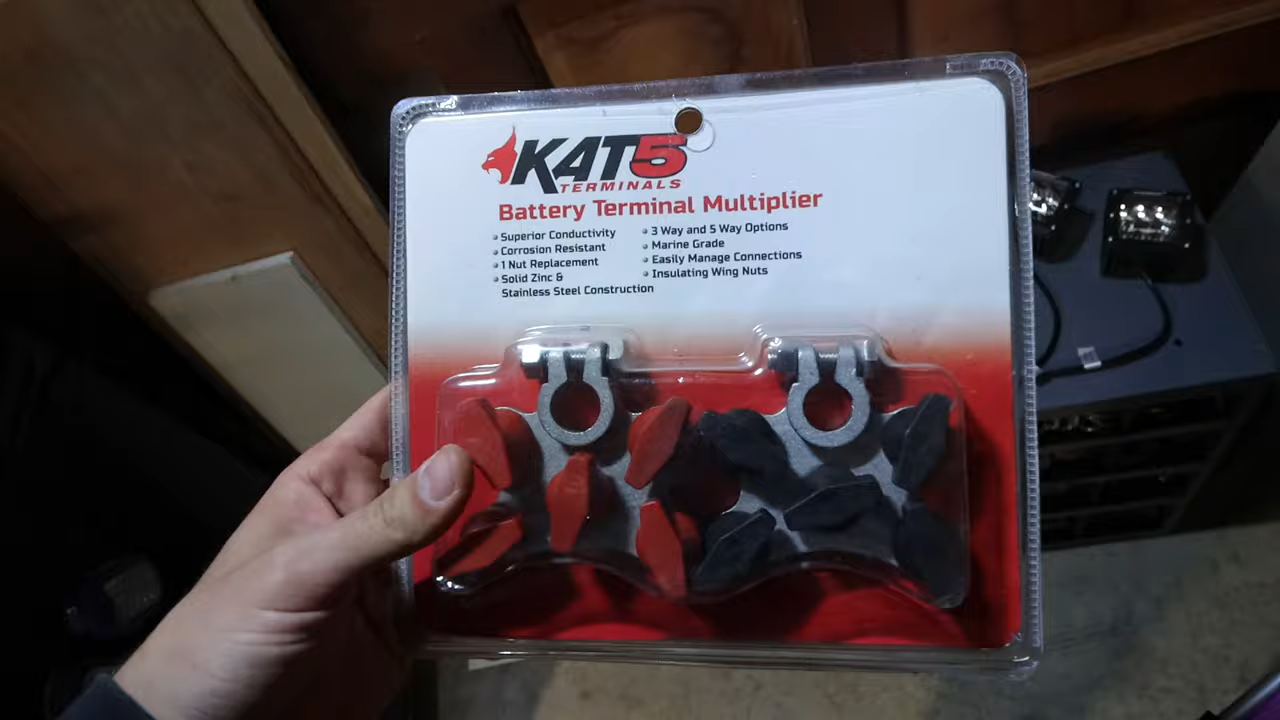 KAT5
TERMINALS
Battery Terminal Multiplier
• Superior Conductivity
• Corrosion Resistant
• 1 Nut Replacement
• Solid Zinc &
Stainless Steel Construction
• 3 Way and 5 Way Options
• Marine Grade
• Easily Manage Connections
• Insulating Wing Nuts